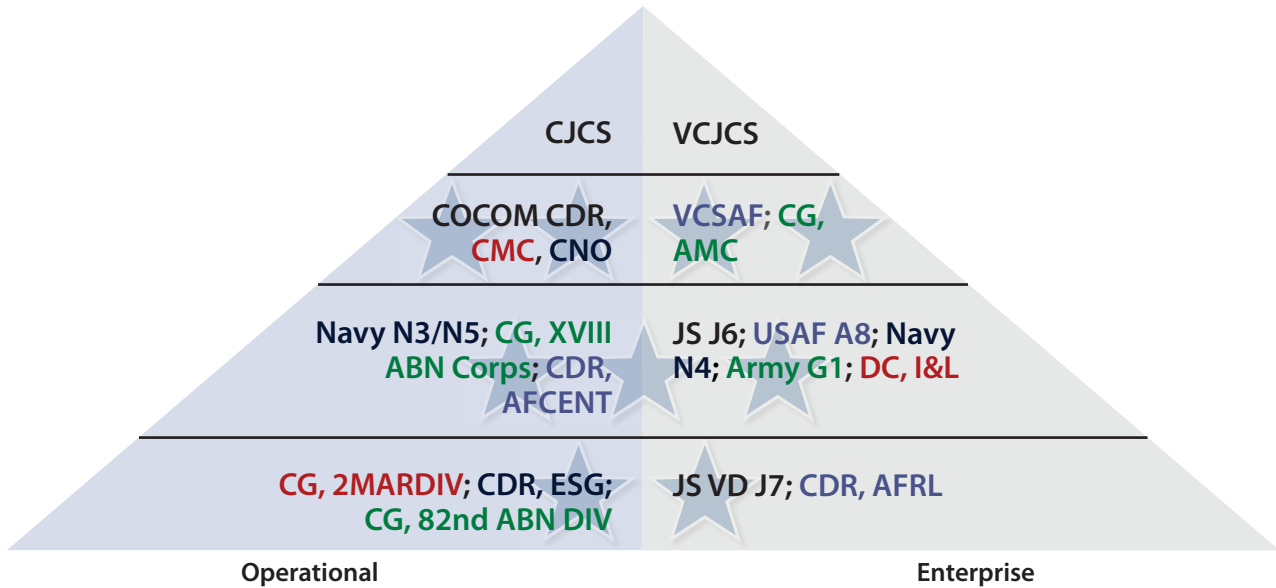 CJCS
VCJCS
COCOM CDR,
CMC, CNO
VCSAF; CG,
AMC
Navy N3/N5; CG, XVIII
ABN Corps; CDR,
AFCENT
JS J6; USAF A8; Navy
N4; Army G1; DC, I&L
CG, 2MARDIV; CDR, ESG;
CG, 82nd ABN DIV
JS VD J7; CDR, AFRL
Operational
Enterprise